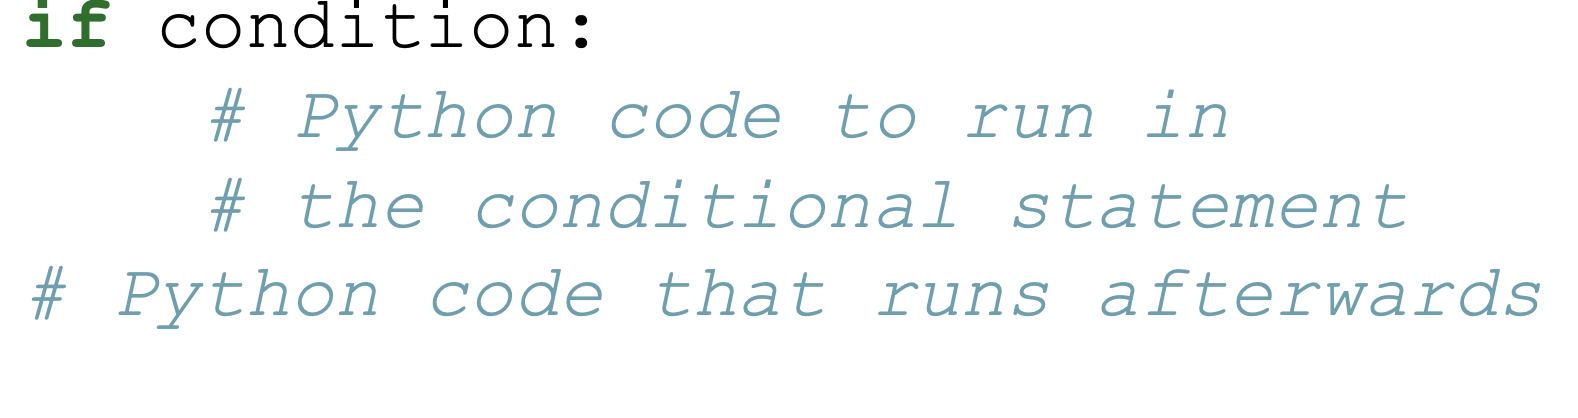 if condition:
    # Python code to run in
    # the conditional statement
# Python code that runs afterwards